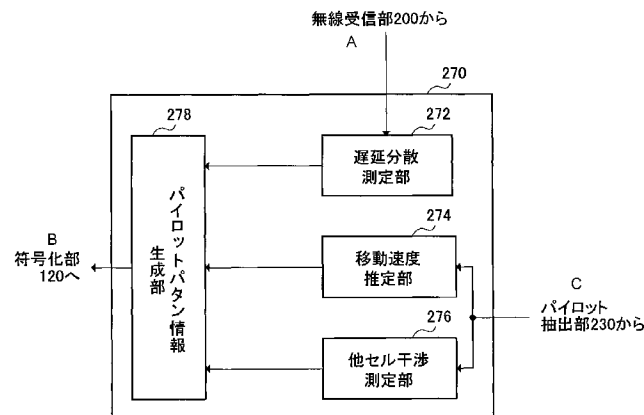 無線受信部200から
A
270
278
272
遅延分散
測定部
パイロットパタン情報
生成部
B
符号化部
120へ
274
移動速度
推定部
C
パイロット
抽出部230から
276
他セル干渉
測定部